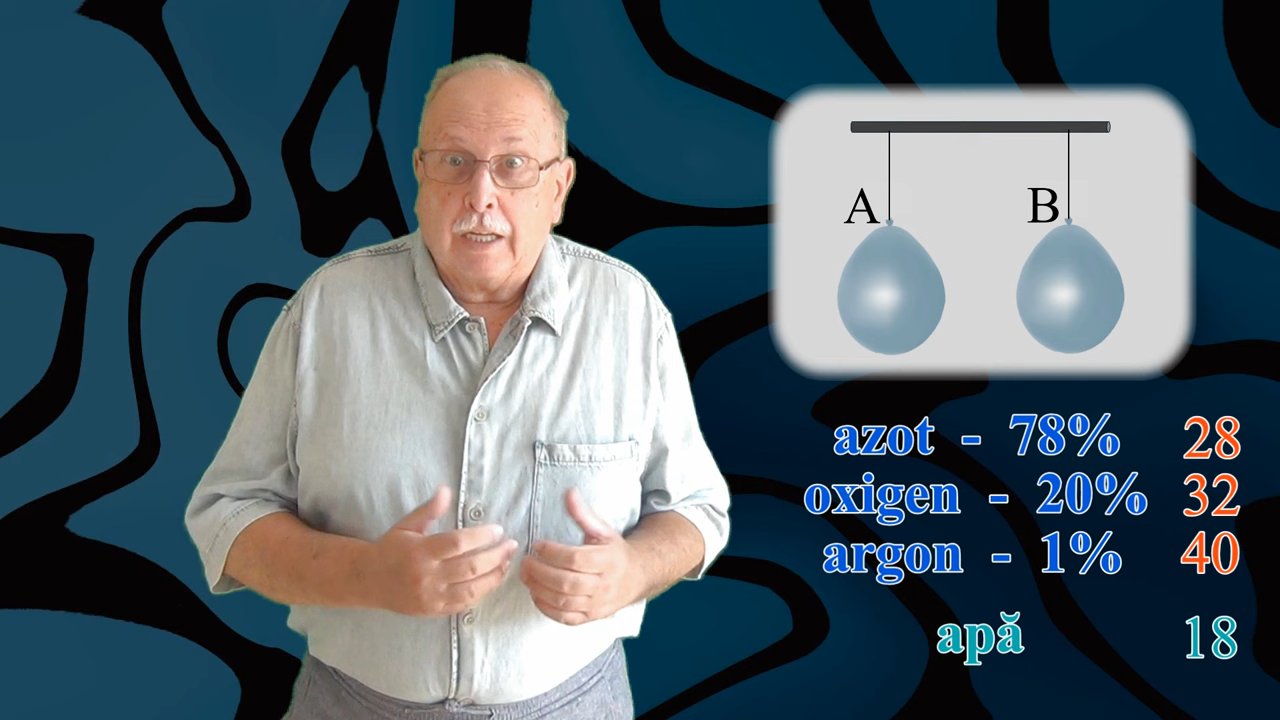 A B
azot - 78% 28
oxigen - 20% 32
argon - 1% 40
apă 18